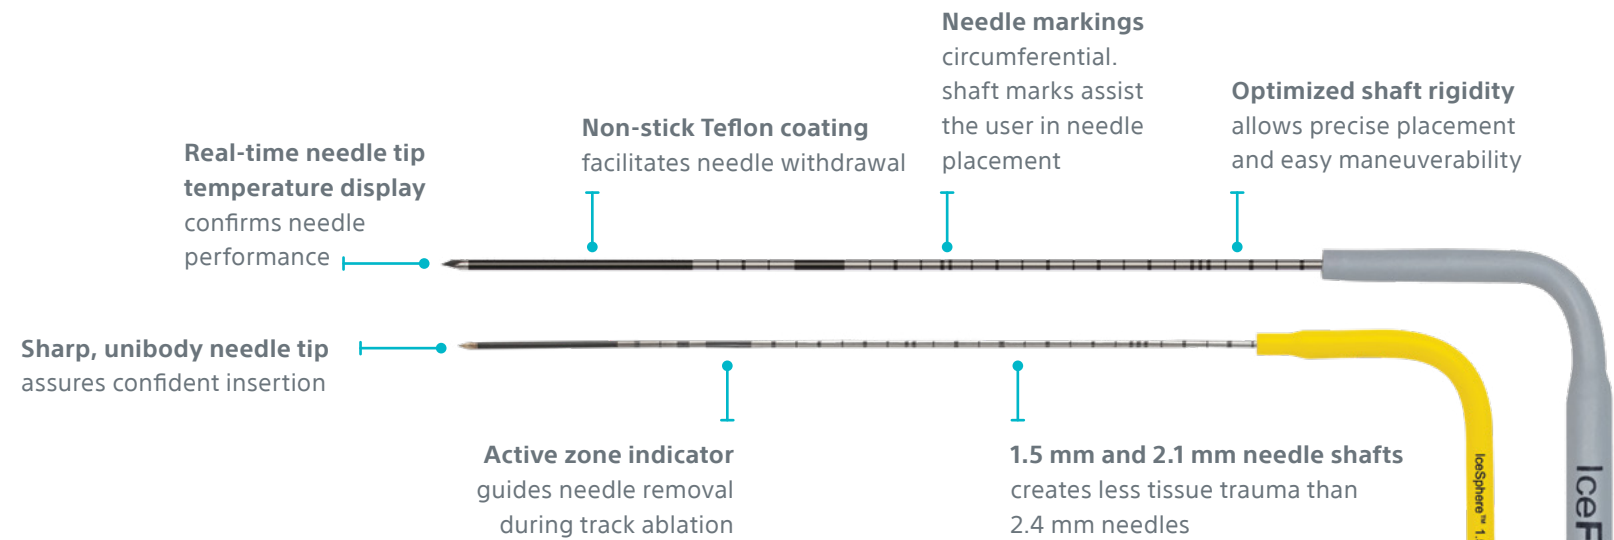 Needle markings
circumferential.
shaft marks assist
the user in needle
placement
Optimized shaft rigidity
allows precise placement
and easy maneuverability
Non-stick Teflon coating
facilitates needle withdrawal
Real-time needle tip
temperature display
confirms needle
performance
Sharp, unibody needle tip
assures confident insertion
Active zone indicator
guides needle removal
during track ablation
1.5 mm and 2.1 mm needle shafts
creates less tissue trauma than
2.4 mm needles
IceSphere™ 1.
IceF